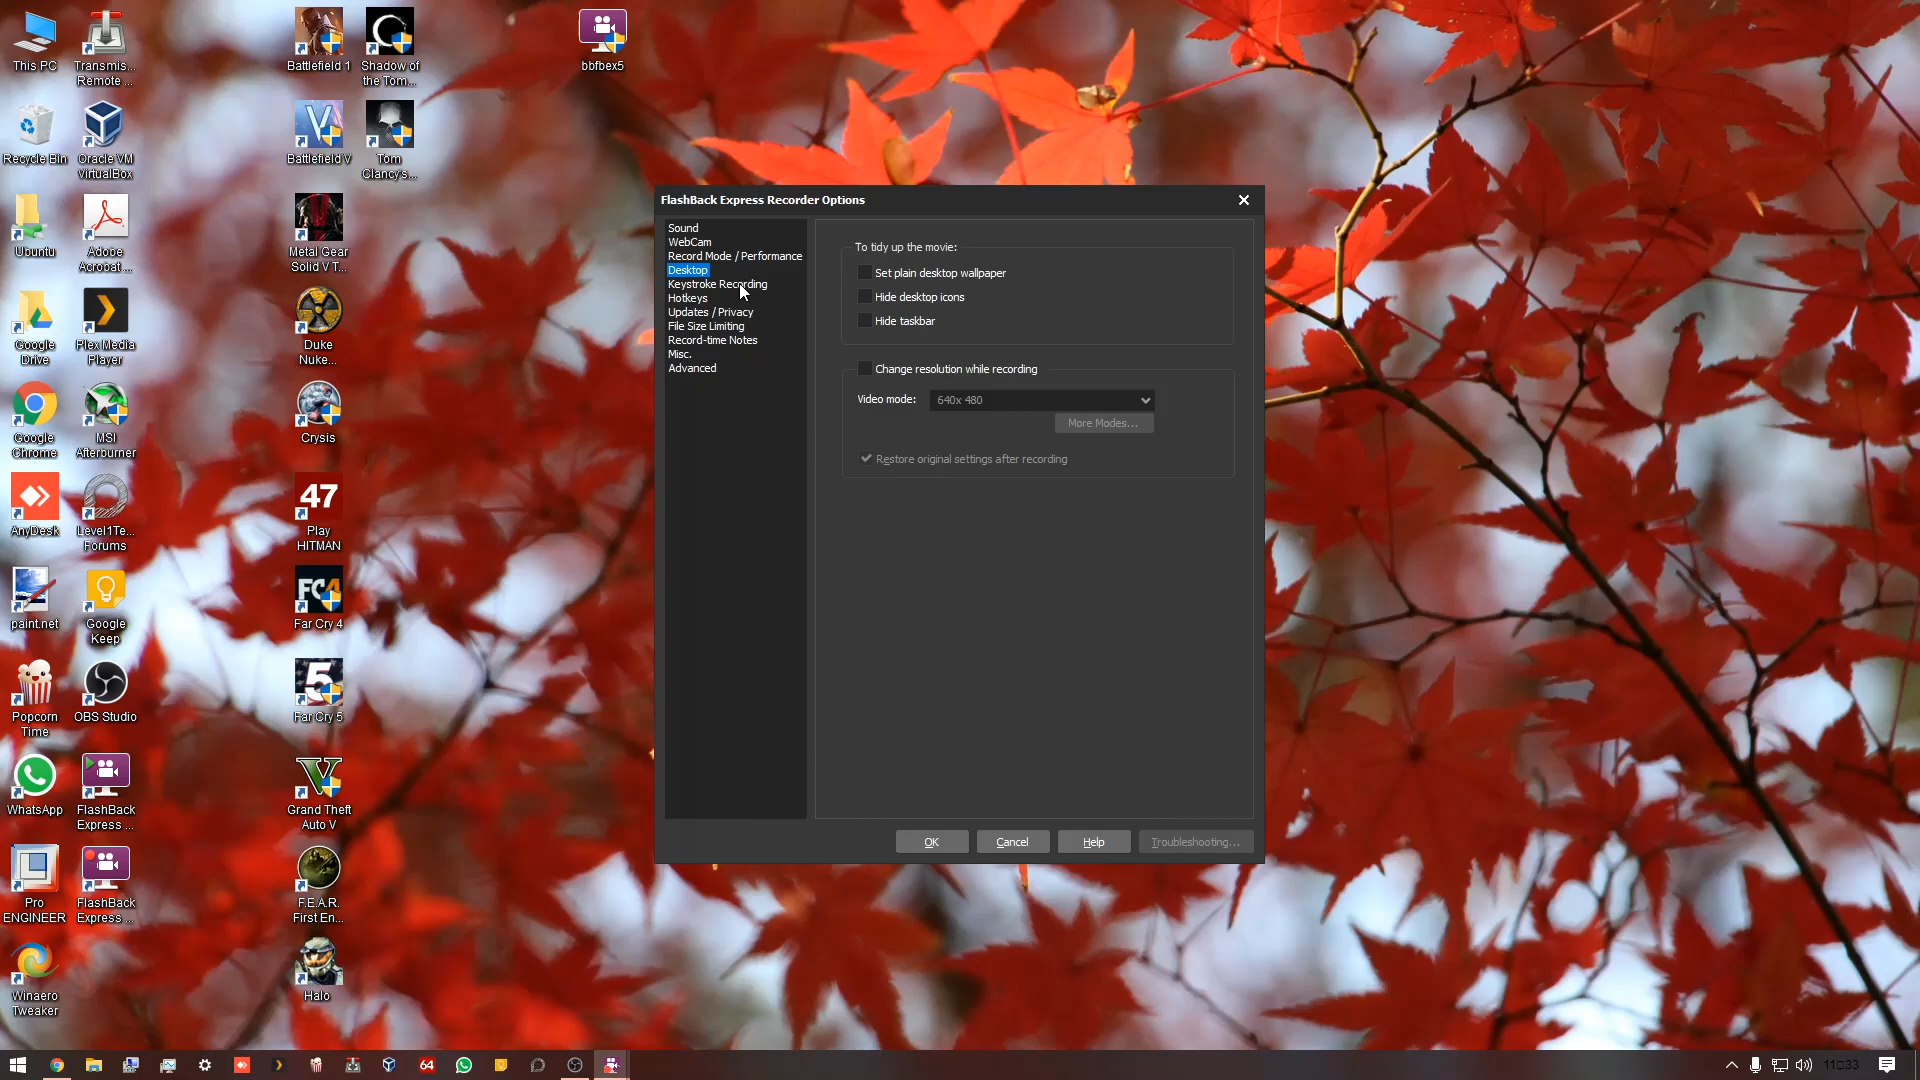 This PC
Transmis...
Remote ...
Battlefield 1
Shadow of
the Tom...
bbfbex5
Recycle Bin
Oracle VM
VirtualBox
Battlefield V
Tom
Clancy's...
Ubuntu
Adobe
Acrobat ...
Metal Gear
Solid V T...
Google
Drive
Plex Media
Player
Duke
Nuke...
Google
Chrome
MSI
Afterburner
Crysis
AnyDesk
Level1Te...
Forums
47
Play
HITMAN
paint.net
Google
Keep
FC4
Far Cry 4
Popcorn
Time
OBS Studio
5
Far Cry 5
WhatsApp
FlashBack
Express ...
V
Grand Theft
Auto V
Pro
ENGINEER
FlashBack
Express ...
F.E.A.R.
First En...
Winaero
Tweaker
Halo
FlashBack Express Recorder Options
Sound
WebCam
Record Mode / Performance
Desktop
Keystroke Recording
Hotkeys
Updates / Privacy
File Size Limiting
Record-time Notes
Misc.
Advanced
To tidy up the movie:
Set plain desktop wallpaper
Hide desktop icons
Hide taskbar
Change resolution while recording
Video mode:
640x 480
More Modes...
Restore original settings after recording
OK
Cancel
Help
Troubleshooting...
64
11□33